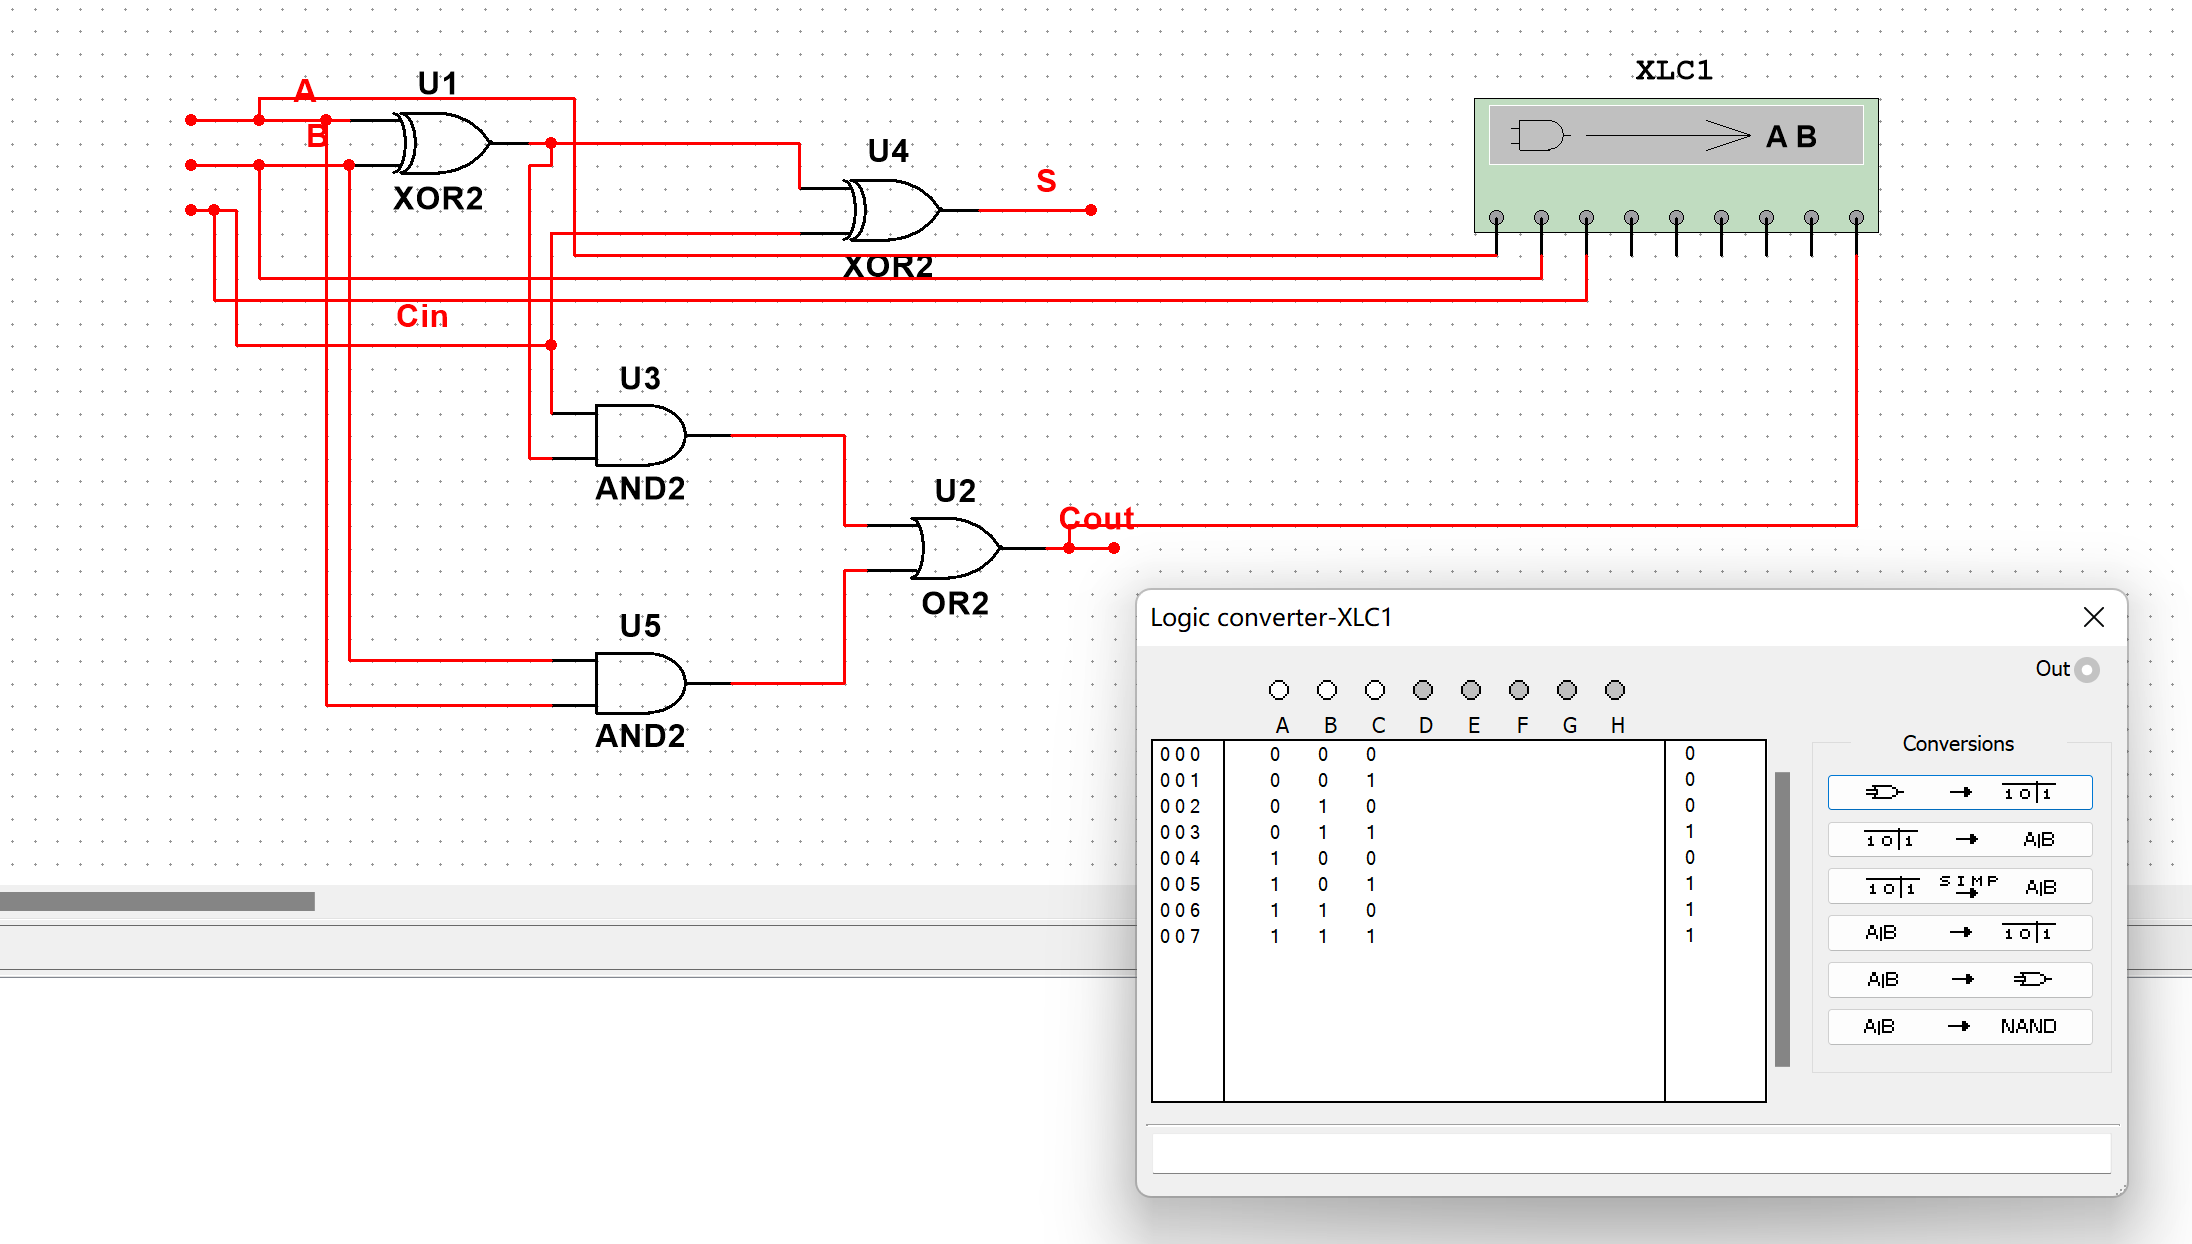 XLC1
A B
A
U1
B
XOR2
U4
S
XOR2
Cin
U3
AND2
U2
Cout
OR2
U5
AND2
Logic converter-XLC1
Out
A B C D E F G H
000 0 0 0 0
001 0 0 1 0
002 0 1 0 0
003 0 1 1 1
004 1 0 0 0
005 1 0 1 1
006 1 1 0 1
007 1 1 1 1
Conversions
1 0|1
1 0|1 A|B
1 0|1 SIMP A|B
A|B 1 0|1
A|B
A|B NAND